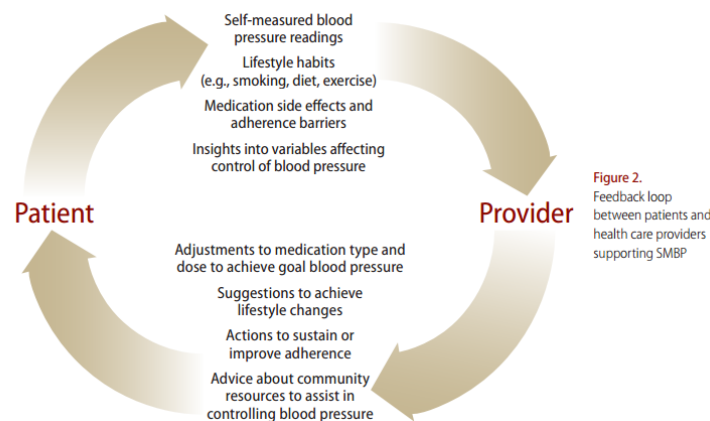 Self-measured blood
pressure readings
Lifestyle habits
(e.g., smoking, diet, exercise)
Medication side effects and
adherence barriers
Insights into variables affecting
control of blood pressure
Patient
Provider
Figure 2.
Feedback loop
between patients and
health care providers
supporting SMBP
Adjustments to medication type and
dose to achieve goal blood pressure
Suggestions to achieve
lifestyle changes
Actions to sustain or
improve adherence
Advice about community
resources to assist in
controlling blood pressure